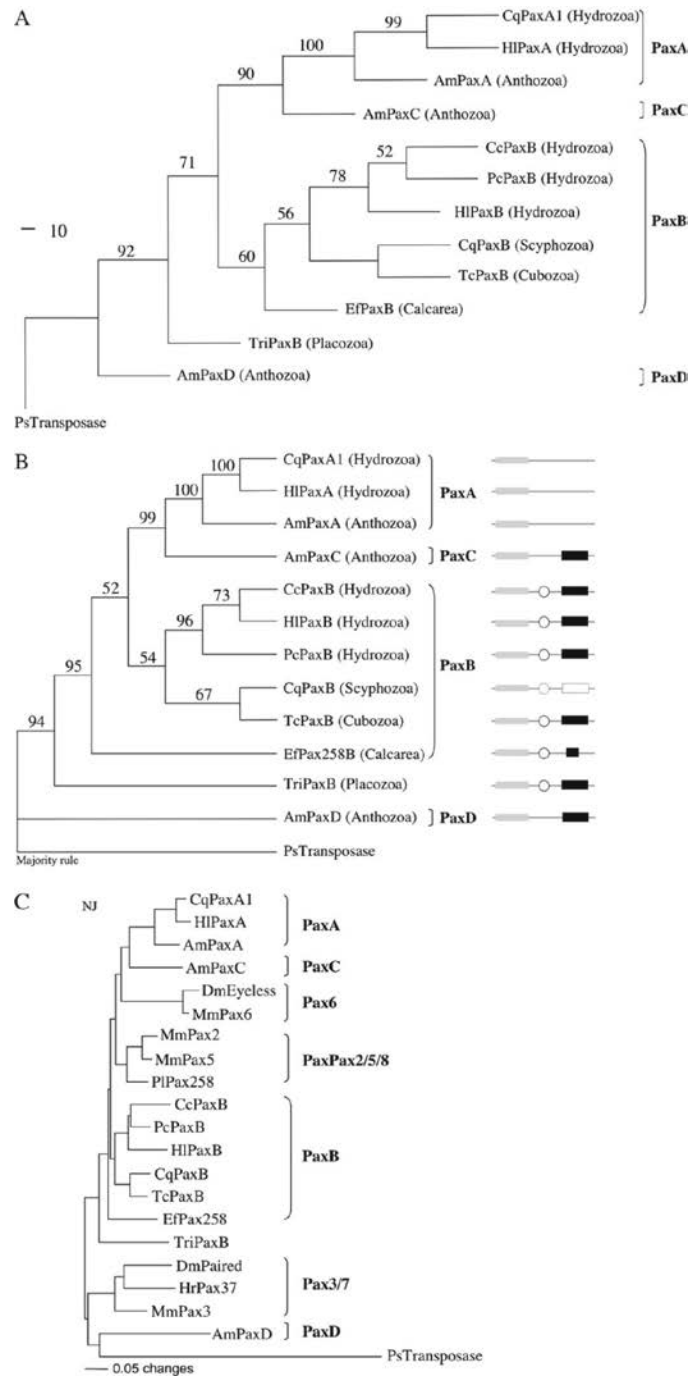 A
99
CqPaxA1 (Hydrozoa)
100
HlPaxA (Hydrozoa)
PaxA
90
AmPaxA (Anthozoa)
AmPaxC (Anthozoa)
PaxC
71
52
CcPaxB (Hydrozoa)
78
PcPaxB (Hydrozoa)
10
56
HlPaxB (Hydrozoa)
PaxB
92
60
CqPaxB (Scyphozoa)
TcPaxB (Cubozoa)
EfPaxB (Calcarea)
TriPaxB (Placozoa)
AmPaxD (Anthozoa)
PaxD
PsTransposase
B
100
CqPaxA1 (Hydrozoa)
100
HlPaxA (Hydrozoa)
PaxA
99
AmPaxA (Anthozoa)
AmPaxC (Anthozoa)
PaxC
52
73
CcPaxB (Hydrozoa)
96
HlPaxB (Hydrozoa)
95
54
PcPaxB (Hydrozoa)
PaxB
67
CqPaxB (Scyphozoa)
94
TcPaxB (Cubozoa)
EfPax258B (Calcarea)
TriPaxB (Placozoa)
AmPaxD (Anthozoa)
PaxD
Majority rule
PsTransposase
C
NJ
CqPaxA1
HlPaxA
PaxA
AmPaxA
AmPaxC
PaxC
DmEyeless
Pax6
MmPax6
MmPax2
MmPax5
PaxPax2/5/8
PlPax258
CcPaxB
PcPaxB
HlPaxB
PaxB
CqPaxB
TcPaxB
EfPax258
TriPaxB
DmPaired
HrPax37
Pax3/7
MmPax3
AmPaxD
PaxD
PsTransposase
0.05 changes